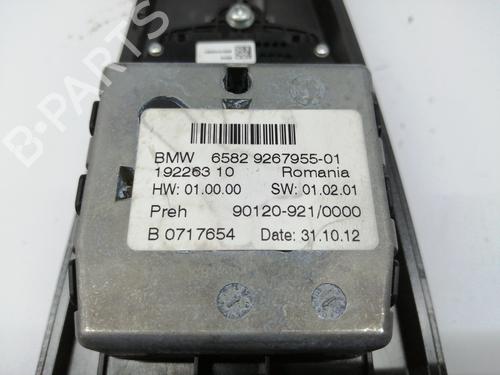 B-PARTS
BMW 6582 9267955-01
192263 10 Romania
HW: 01.00.00 SW: 01.02.01
Preh 90120-921/0000
B 0717654 Date: 31.10.12